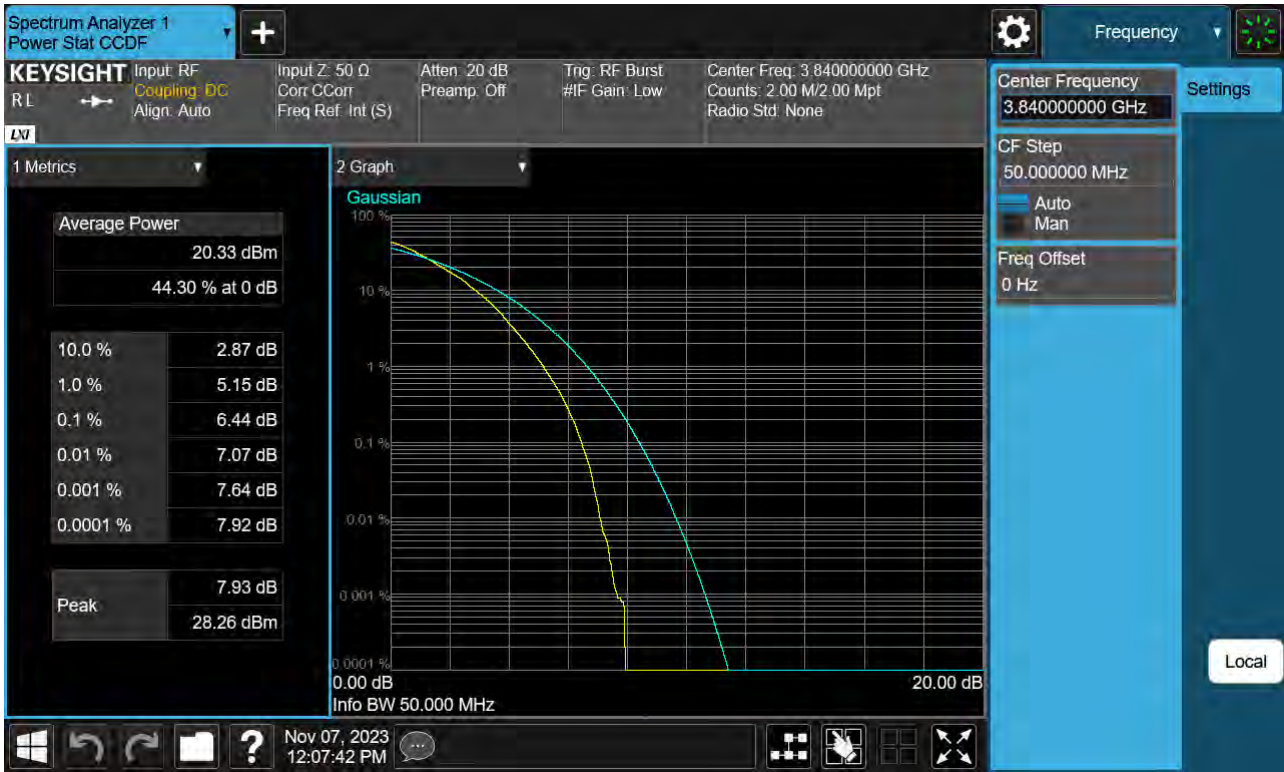 Spectrum Analyzer 1
Power Stat CCDF
Frequency
KEYSIGHT
RL
LXI
Input: RF
Coupling: DC
Align: Auto
Input Z: 50 Ω
Corr CCorr
Freq Ref: Int (S)
Atten: 20 dB
Preamp: Off
Trig: RF Burst
#IF Gain: Low
Center Freq: 3.840000000 GHz
Counts: 2.00 M/2.00 Mpt
Radio Std: None
Center Frequency
3.840000000 GHz
Settings
CF Step
50.000000 MHz
Auto
Man
Freq Offset
0 Hz
1 Metrics
Average Power
20.33 dBm
44.30 % at 0 dB
10.0 % 2.87 dB
1.0 % 5.15 dB
0.1 % 6.44 dB
0.01 % 7.07 dB
0.001 % 7.64 dB
0.0001 % 7.92 dB
Peak
7.93 dB
28.26 dBm
2 Graph
Gaussian
100 %
10 %
1 %
0.1 %
0.01 %
0.001 %
0.0001 %
0.00 dB 20.00 dB
Info BW 50.000 MHz
Local
?
Nov 07, 2023
12:07:42 PM